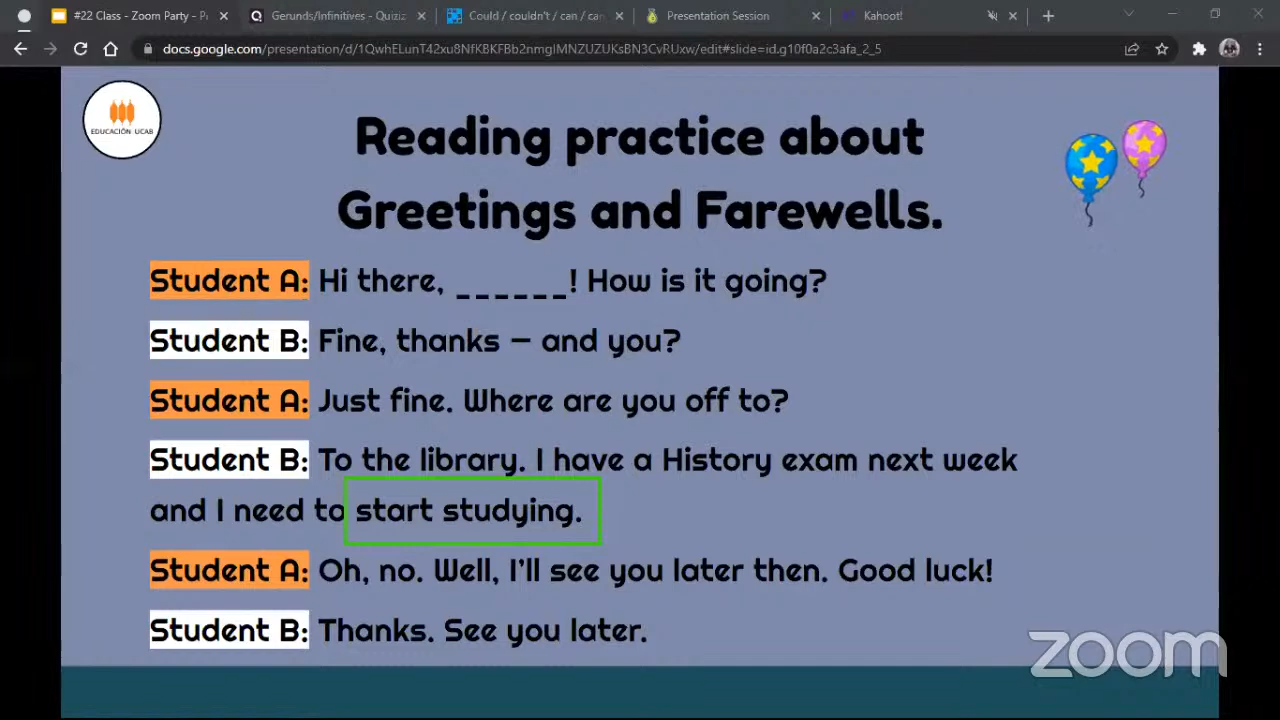 #22 Class - Zoom Party - P
Gerunds/Infinitives - Quiziz
Could / couldn't / can / can
Presentation Session
Kahoot!
docs.google.com/presentation/d/1QwhELunT42xu8NfKBKFBb2nmgIMNZUZUKsBN3CvRUxw/edit#slide=id.g10f0a2c3afa_2_5
EDUCACIÓN UCAB
Reading practice about
Greetings and Farewells.
Student A: Hi there, ______! How is it going?
Student B: Fine, thanks – and you?
Student A: Just fine. Where are you off to?
Student B: To the library. I have a History exam next week
and I need to start studying.
Student A: Oh, no. Well, I'll see you later then. Good luck!
Student B: Thanks. See you later.
zoom